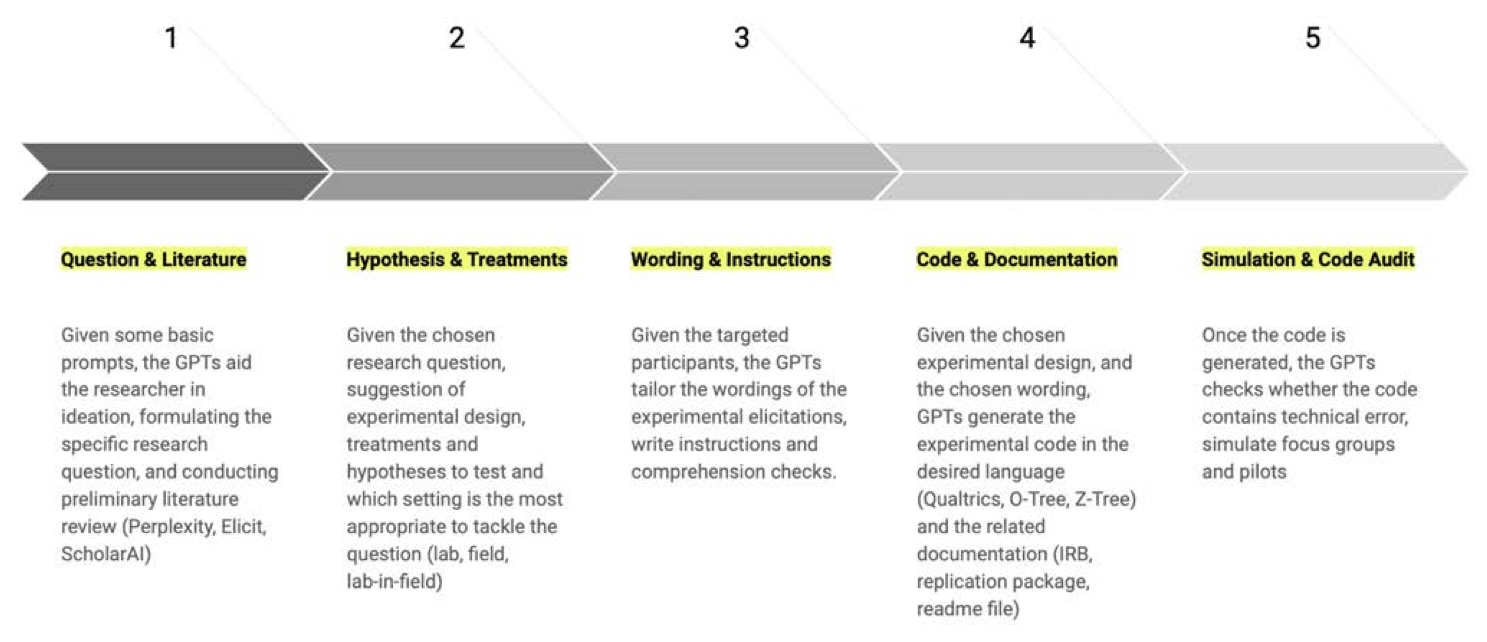 1
2
3
4
5
Question & Literature
Given some basic
prompts, the GPTs aid
the researcher in
ideation, formulating the
specific research
question, and conducting
preliminary literature
review (Perplexity, Elicit,
ScholarAI)
Hypothesis & Treatments
Given the chosen
research question,
suggestion of
experimental design,
treatments and
hypotheses to test and
which setting is the most
appropriate to tackle the
question (lab, field,
lab-in-field)
Wording & Instructions
Given the targeted
participants, the GPTs
tailor the wordings of the
experimental elicitations,
write instructions and
comprehension checks.
Code & Documentation
Given the chosen
experimental design, and
the chosen wording,
GPTs generate the
experimental code in the
desired language
(Qualtrics, O-Tree, Z-Tree)
and the related
documentation (IRB,
replication package,
readme file)
Simulation & Code Audit
Once the code is
generated, the GPTs
checks whether the code
contains technical error,
simulate focus groups
and pilots